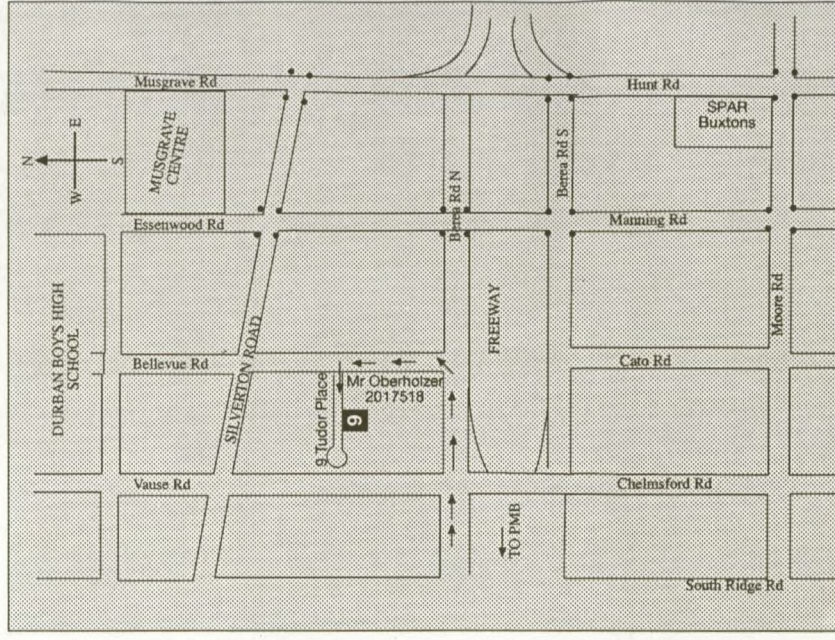 Musgrave Rd
Hunt Rd
SPAR
Buxtons
E
N
S
W
MUSGRAVE
CENTRE
Berea Rd N
Berea Rd S
Essenwood Rd
Manning Rd
DURBAN BOY'S HIGH
SCHOOL
SILVERTON ROAD
FREEWAY
Moore Rd
Bellevue Rd
Cato Rd
9 Tudor Place
Mr Oberholzer
2017518
9
Vause Rd
Chelmsford Rd
TO PMB
South Ridge Rd